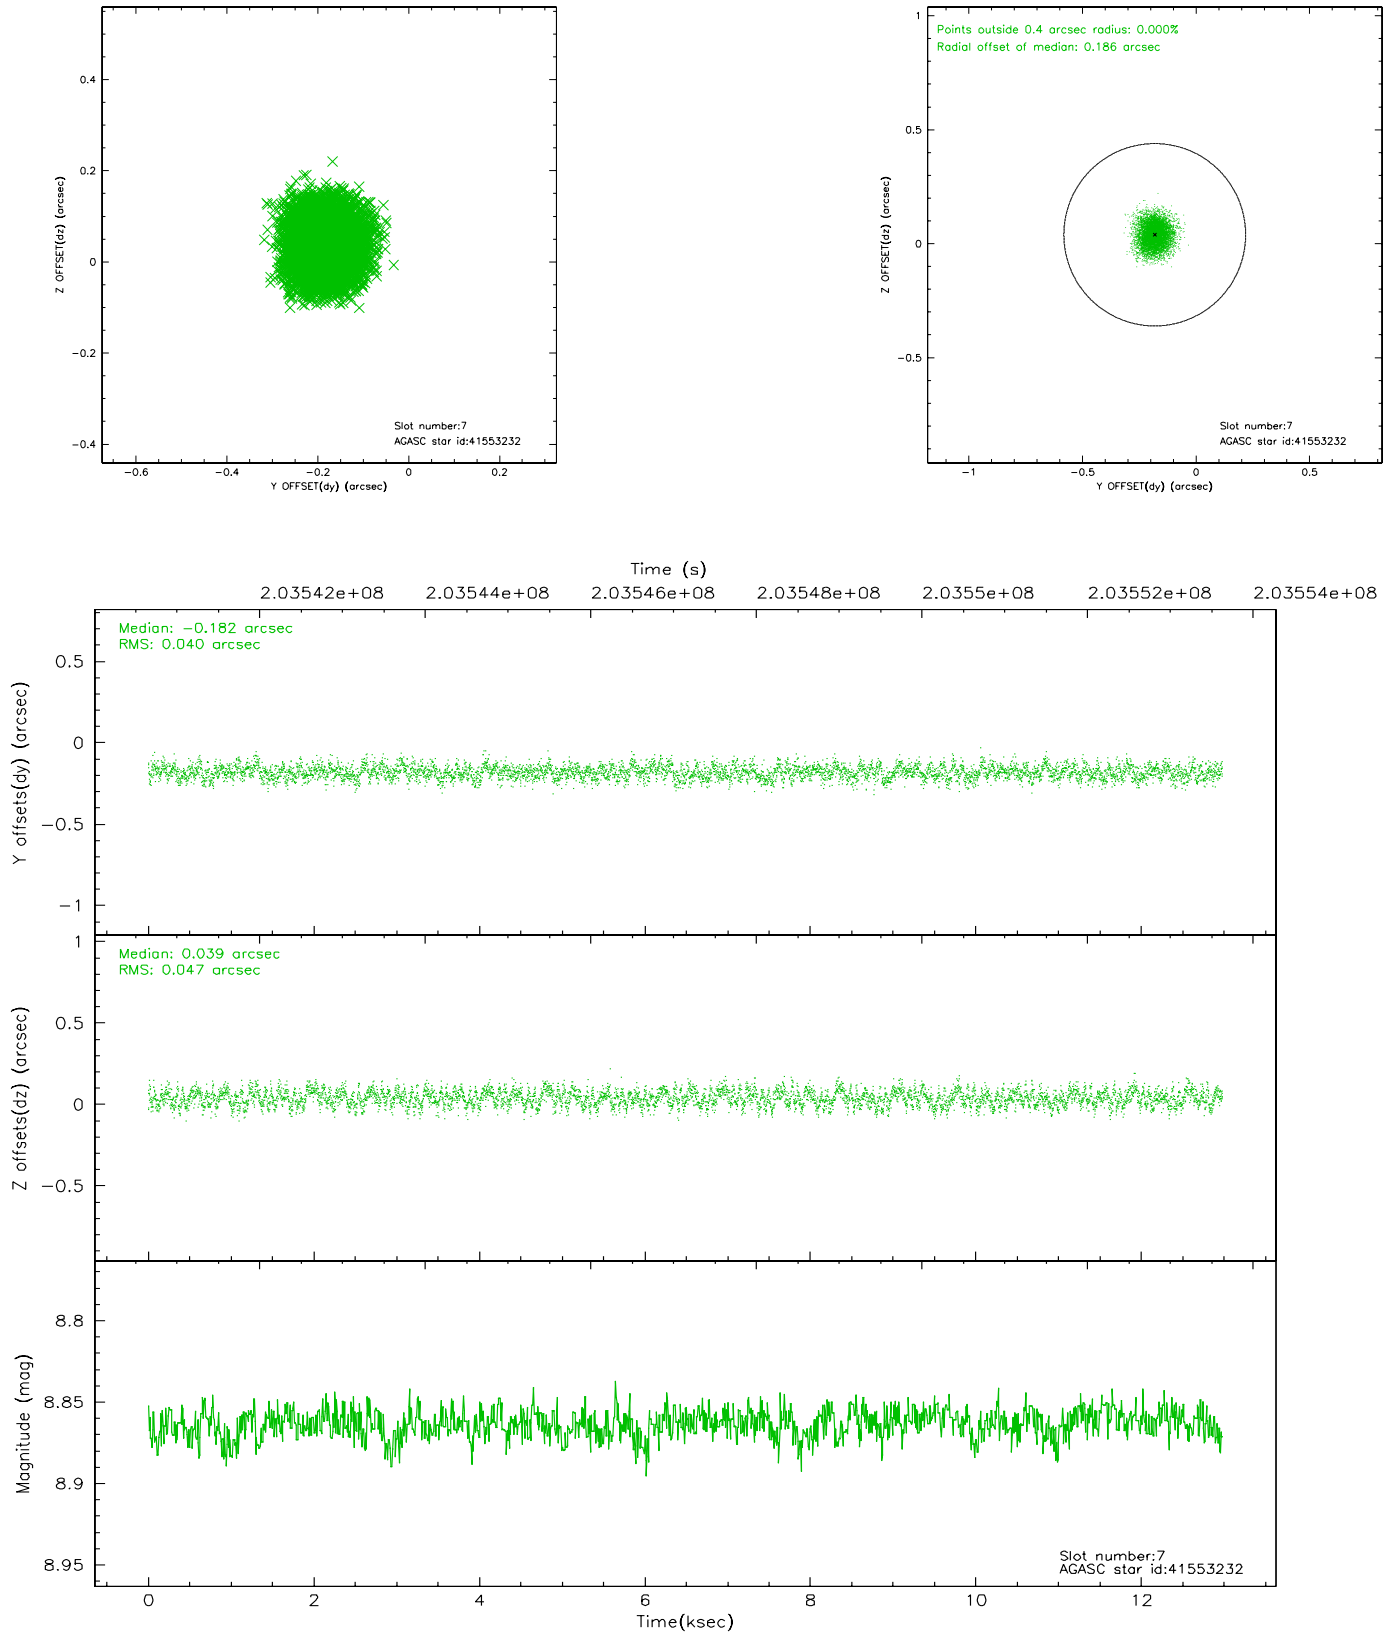 0.4
0.2
0
−0.2
−0.4
Z OFFSET(dz) (arcsec)
Slot number:7
AGASC star id:41553232
−0.6 −0.4 −0.2 0 0.2
Y OFFSET(dy) (arcsec)
Points outside 0.4 arcsec radius: 0.000%
Radial offset of median: 0.186 arcsec
1
0.5
0
−0.5
Z OFFSET(dz) (arcsec)
Slot number:7
AGASC star id:41553232
−1 −0.5 0 0.5
Y OFFSET(dy) (arcsec)
Time (s)
2.03542e+08 2.03544e+08 2.03546e+08 2.03548e+08 2.0355e+08 2.03552e+08 2.03554e+08
Median: −0.182 arcsec
RMS: 0.040 arcsec
0.5
0
−0.5
−1
Y offsets(dy) (arcsec)
Median: 0.039 arcsec
RMS: 0.047 arcsec
1
0.5
0
−0.5
Z offsets(dz) (arcsec)
8.8
8.85
8.9
8.95
Magnitude (mag)
Slot number:7
AGASC star id:41553232
0 2 4 6 8 10 12
Time(ksec)